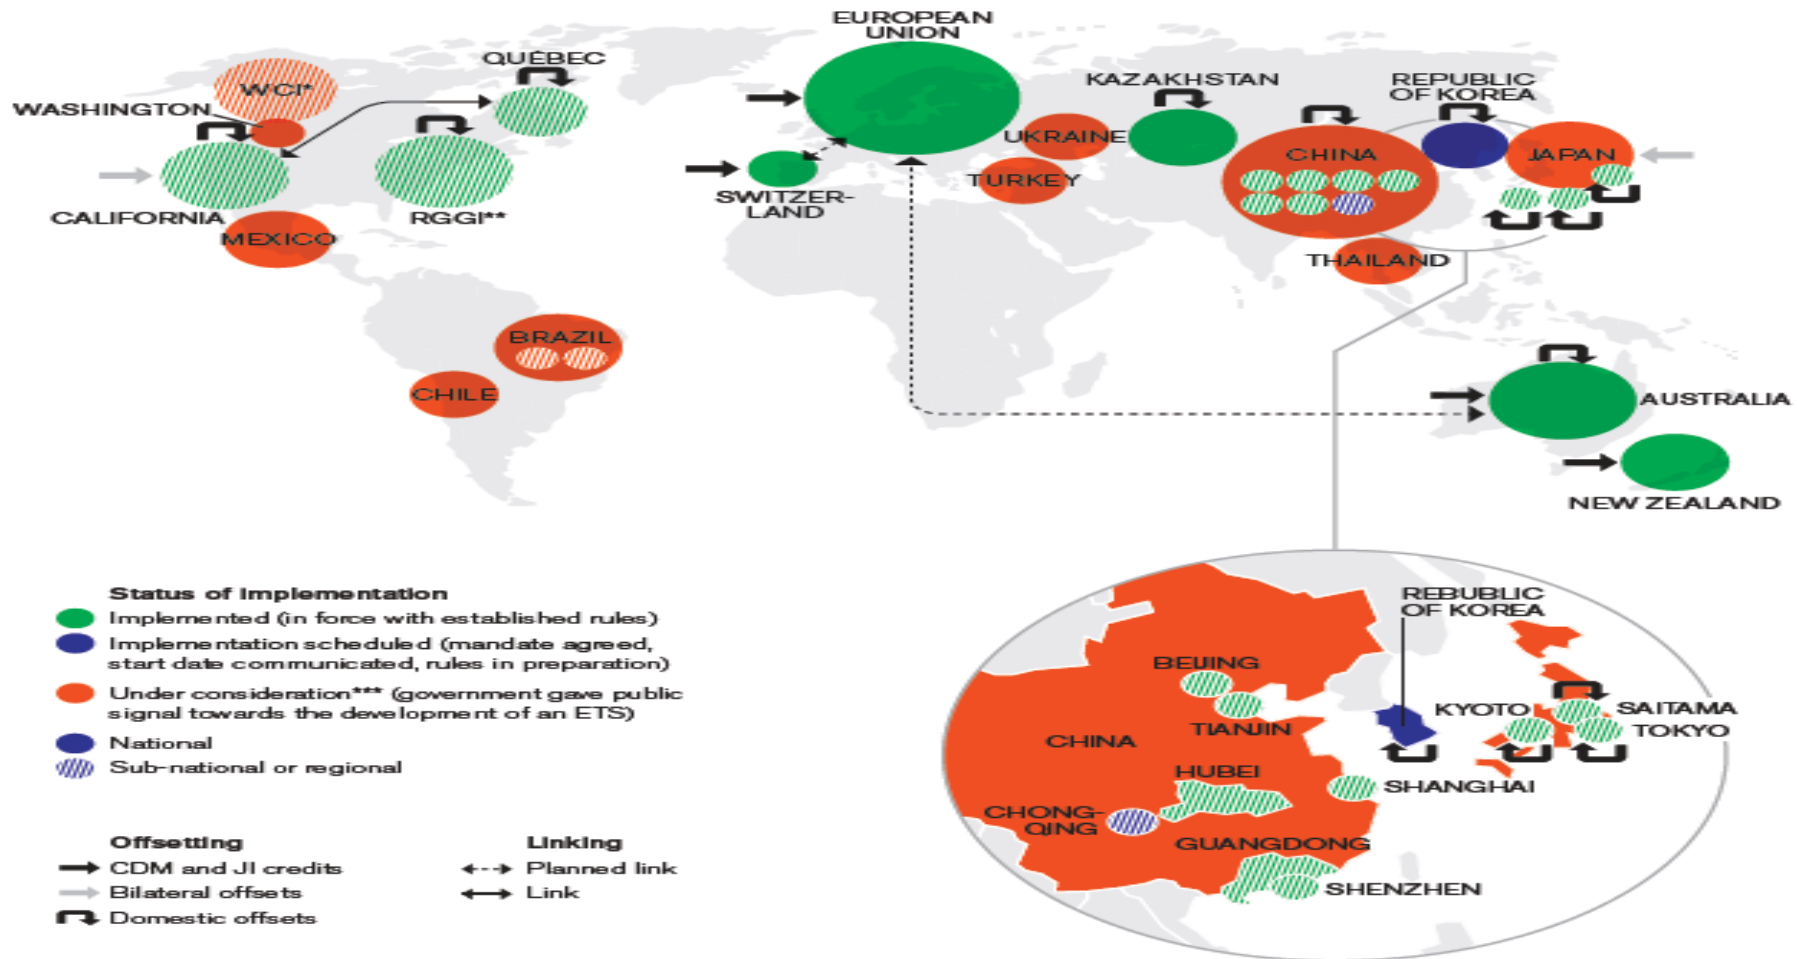 EUROPEAN
UNION
QUÉBEC
WCI*
WASHINGTON
KAZAKHSTAN
REPUBLIC
OF KOREA
UKRAINE
CHINA
JAPAN
TURKEY
SWITZER-
LAND
CALIFORNIA
RGGI**
MEXICO
THAILAND
BRAZIL
CHILE
AUSTRALIA
NEW ZEALAND
Status of implementation
Implemented (in force with established rules)
Implementation scheduled (mandate agreed,
start date communicated, rules in preparation)
Under consideration*** (government gave public
signal towards the development of an ETS)
National
Sub-national or regional
Offsetting
CDM and JI credits
Bilateral offsets
Domestic offsets
Linking
Planned link
Link
REBUBLIC
OF KOREA
BEIJING
TIANJIN
CHINA
KYOTO
SAITAMA
TOKYO
HUBEI
SHANGHAI
CHONG-
QING
GUANGDONG
SHENZHEN